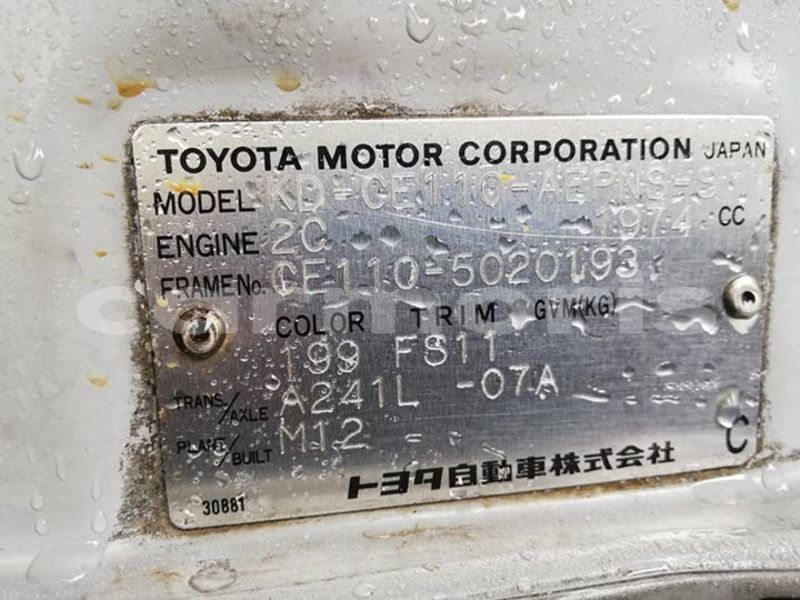 TOYOTA MOTOR CORPORATION JAPAN
MODEL KD-CE110-AEPNS-S
ENGINE 2C 1974 CC
FRAME No. CE110-5020193
COLOR TRIM GVM(KG)
199 FS11
TRANS./AXLE A241L -07A
PLANT/BUILT M12
C
トヨタ自動車株式会社
30881